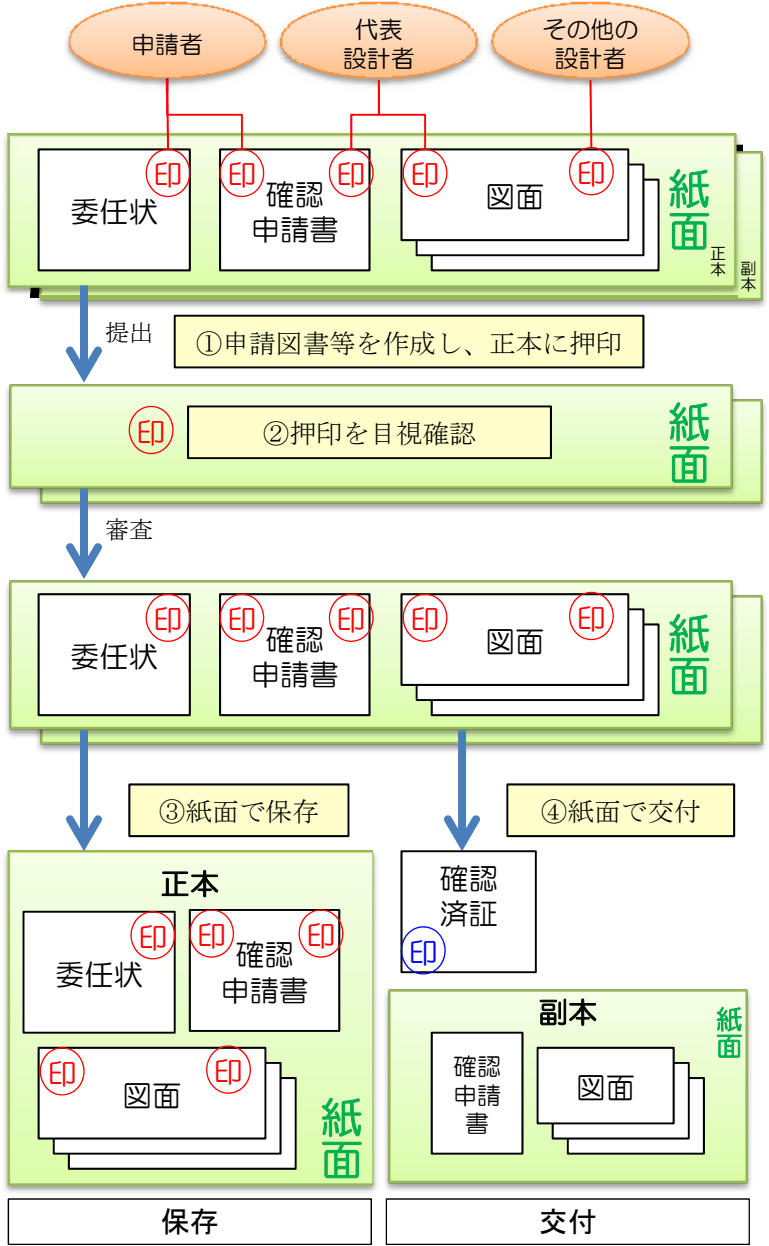 申請者
代表
設計者
その他の
設計者
印
印
印
印
印
委任状
確認
申請書
図面
紙面
正本
副本
提出
①申請図書等を作成し、正本に押印
印
②押印を目視確認
紙面
審査
印
印
印
印
印
委任状
確認
申請書
図面
紙面
③紙面で保存
④紙面で交付
正本
印
委任状
印
印
確認
申請書
印
印
図面
紙面
確認
済証
印
副本
紙面
確認
申請
書
図面
保存
交付